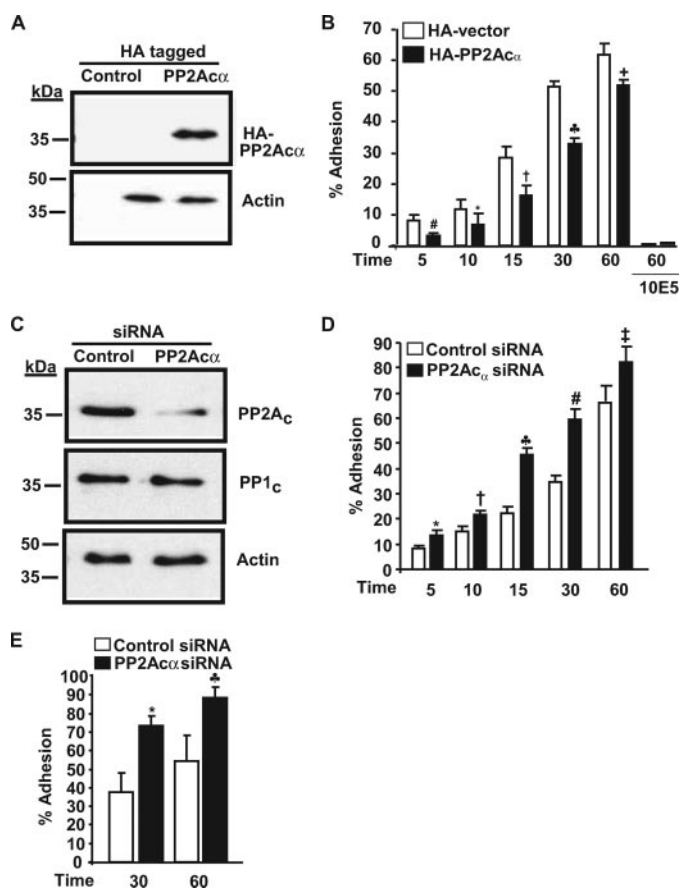 A
HA tagged
Control PP2Acα
kDa
35
HA-
PP2Acα
50
35
Actin
B
HA-vector
HA-PP2Acα
% Adhesion
70
60
50
40
30
20
10
0
# * † ♣ +
Time 5 10 15 30 60 60
10E5
C
siRNA
Control PP2Acα
kDa
35
PP2Ac
35
PP1c
50
35
Actin
D
Control siRNA
PP2Acα siRNA
% Adhesion
90
80
70
60
50
40
30
20
10
0
* † ♣ # ‡
Time 5 10 15 30 60
E
Control siRNA
PP2Acα siRNA
% Adhesion
100
90
80
70
60
50
40
30
20
10
0
* ♣
Time 30 60